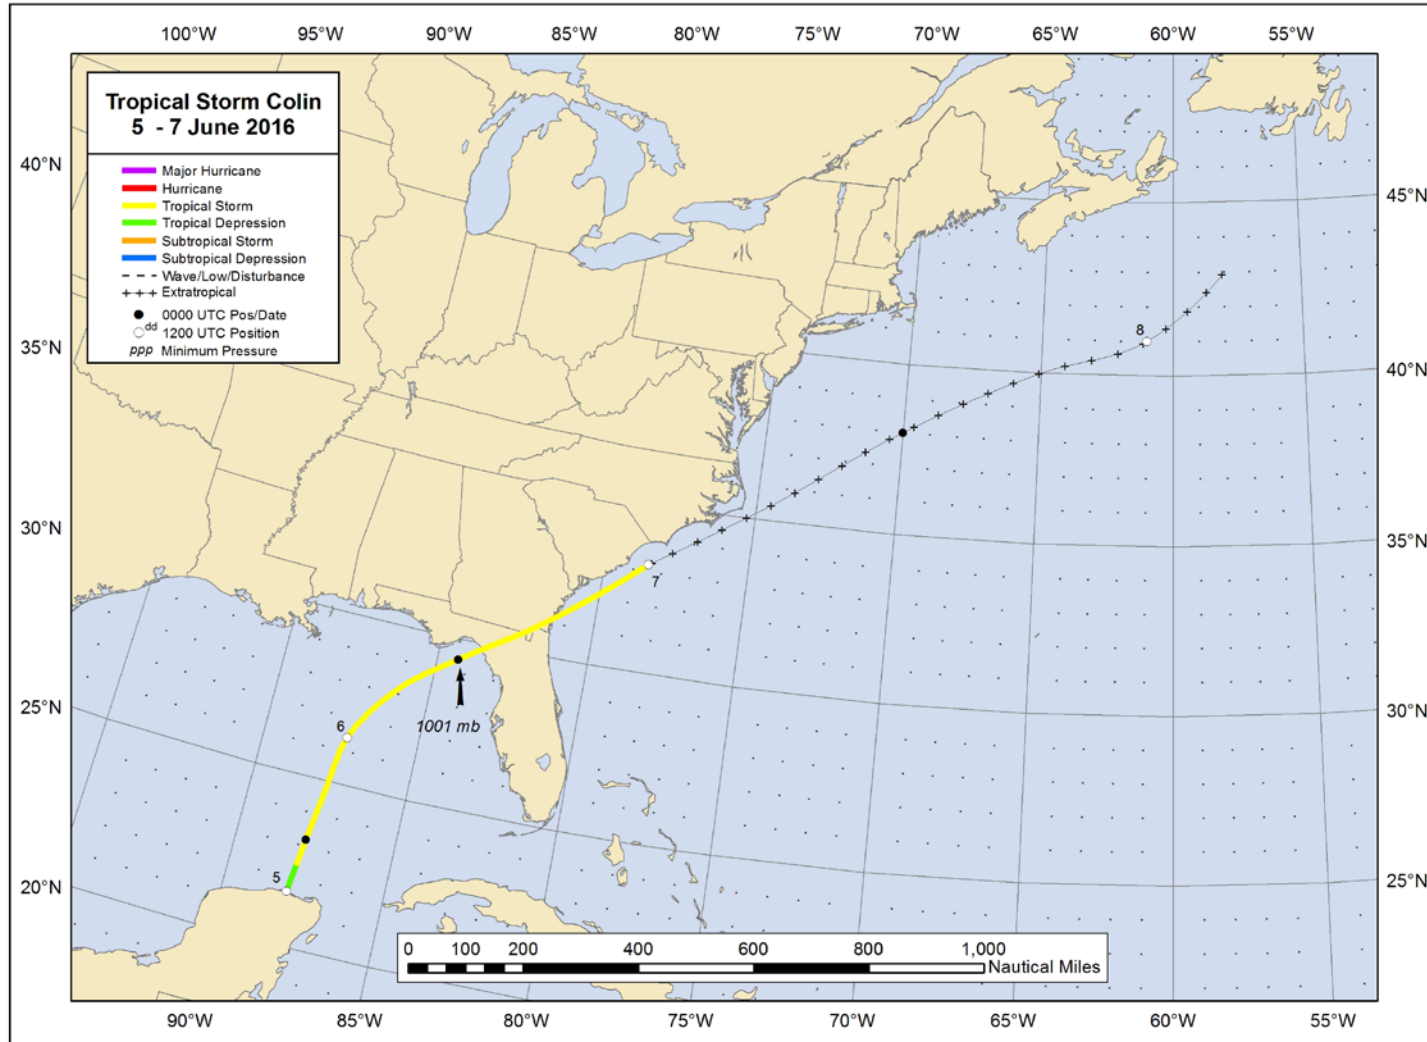 100°W 95°W 90°W 85°W 80°W 75°W 70°W 65°W 60°W 55°W
Tropical Storm Colin
5 - 7 June 2016
Major Hurricane
Hurricane
Tropical Storm
Tropical Depression
Subtropical Storm
Subtropical Depression
Wave/Low/Disturbance
Extratropical
0000 UTC Pos/Date
dd 1200 UTC Position
ppp Minimum Pressure
40°N
45°N
35°N
8
40°N
30°N
35°N
7
25°N
6
1001 mb
30°N
20°N
5
25°N
0 100 200 400 600 800 1,000
Nautical Miles
90°W 85°W 80°W 75°W 70°W 65°W 60°W 55°W